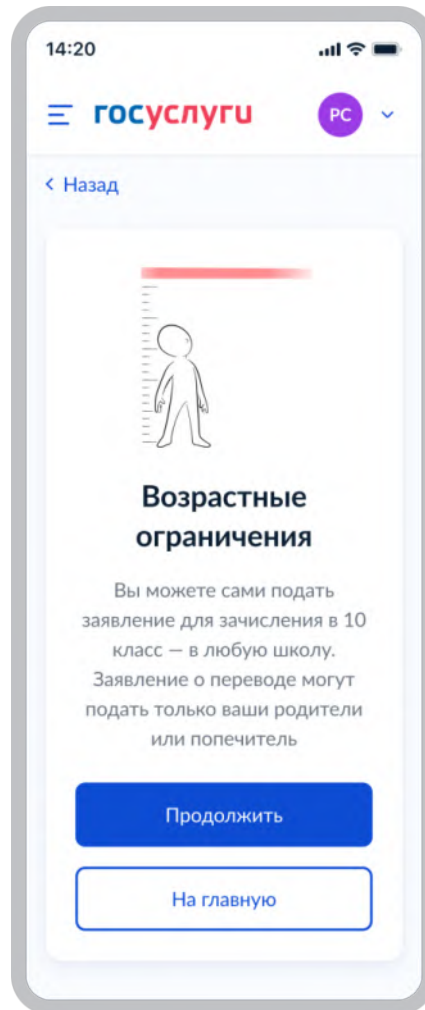 14:20
госуслуги
РС
Назад
Возрастные
ограничения
Вы можете сами подать
заявление для зачисления в 10
класс — в любую школу.
Заявление о переводе могут
подать только ваши родители
или попечитель
Продолжить
На главную